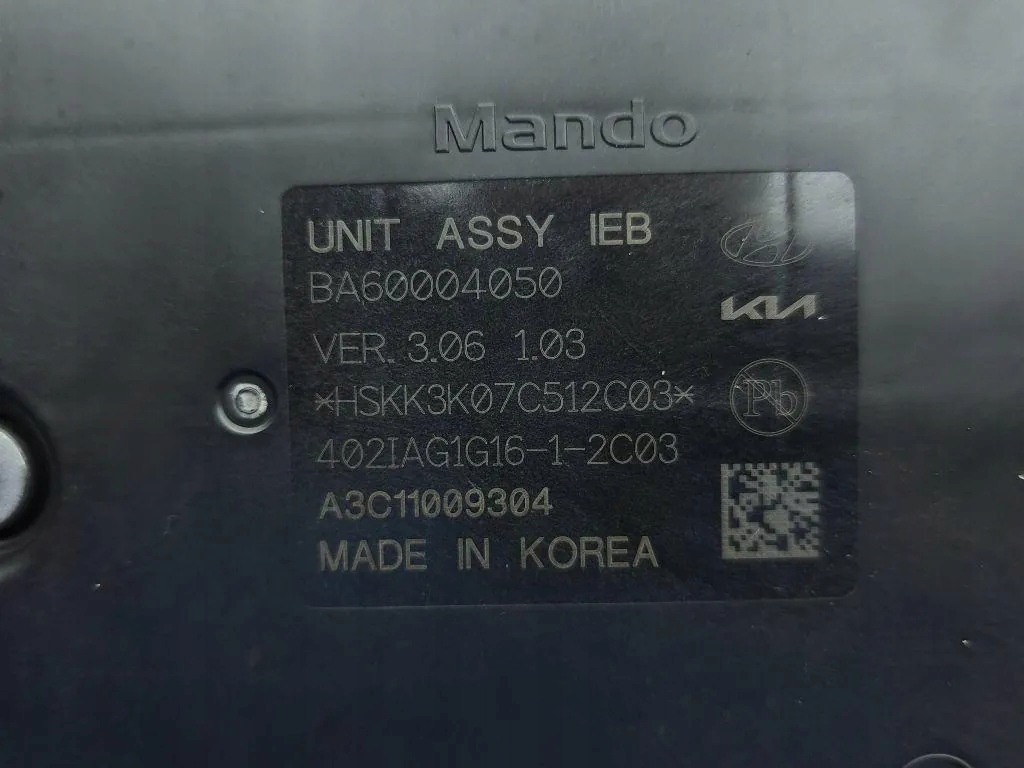 Mando
UNIT ASSY IEB
BA60004050
VER. 3.06 1.03
*HSKK3K07C512C03*
402IAG1G16-1-2C03
A3C11009304
MADE IN KOREA
KIA
Pb